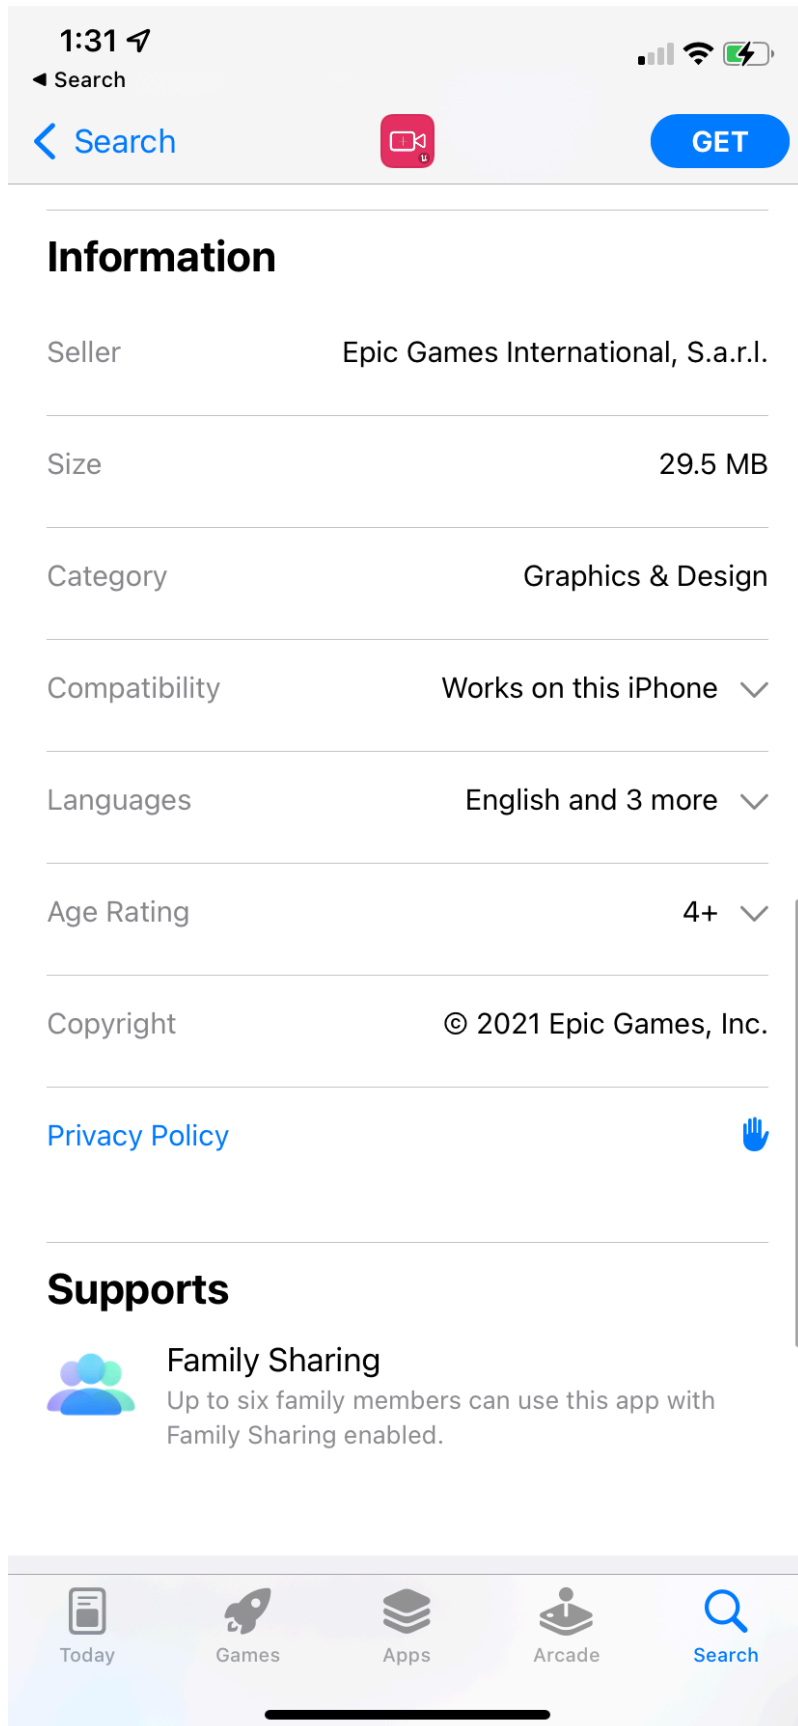 1:31
◀ Search
Search
GET
Information
Seller
Epic Games International, S.a.r.l.
Size
29.5 MB
Category
Graphics & Design
Compatibility
Works on this iPhone
Languages
English and 3 more
Age Rating
4+
Copyright
© 2021 Epic Games, Inc.
Privacy Policy
Supports
Family Sharing
Up to six family members can use this app with
Family Sharing enabled.
Today
Games
Apps
Arcade
Search